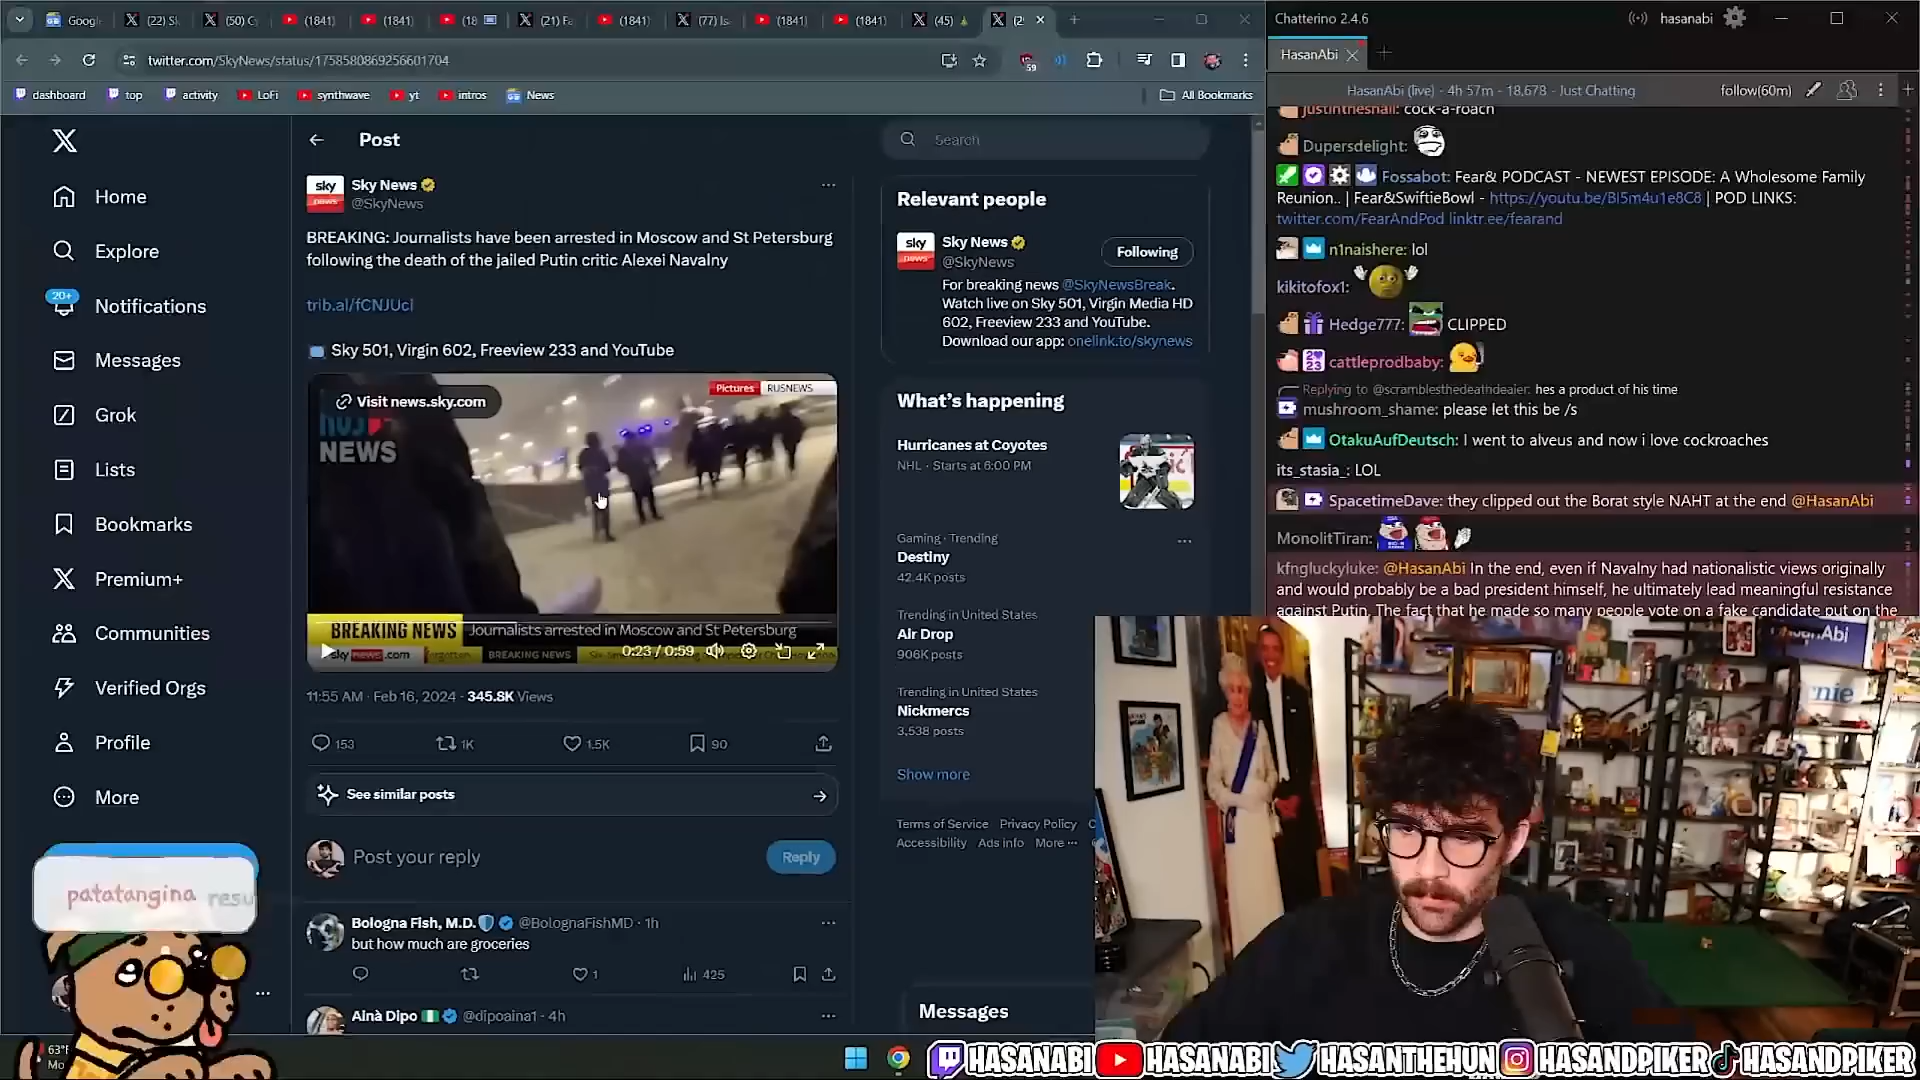 Googl
(22) Sk
(50) C
(1841)
(1841)
(18
(21) Fa
(1841)
(77) Is
(1841)
(1841)
(45)
twitter.com/SkyNews/status/1758580869256601704
59
dashboard
top
activity
LoFi
synthwave
yt
intros
News
All Bookmarks
Home
Explore
20+
Notifications
Messages
Grok
Lists
Bookmarks
Premium+
Communities
Verified Orgs
Profile
More
patatangina resu
63°F
Mo
Post
sky news
Sky News
@SkyNews
BREAKING: Journalists have been arrested in Moscow and St Petersburg
following the death of the jailed Putin critic Alexei Navalny
trib.al/fCNJUcl
Sky 501, Virgin 602, Freeview 233 and YouTube
Visit news.sky.com
Pictures RUSNEWS
NEWS
BREAKING NEWS Journalists arrested in Moscow and St Petersburg
sky news.com
BREAKING NEWS
0:23 / 0:59
11:55 AM · Feb 16, 2024 · 345.8K Views
153
1K
1.5K
90
See similar posts
Post your reply
Reply
Bologna Fish, M.D. @BolognaFishMD · 1h
but how much are groceries
1
425
Ainà Dipo @dipoaina1 · 4h
Search
Relevant people
sky news
Sky News
@SkyNews
Following
For breaking news @SkyNewsBreak.
Watch live on Sky 501, Virgin Media HD
602, Freeview 233 and YouTube.
Download our app: onelink.to/skynews
What's happening
Hurricanes at Coyotes
NHL · Starts at 6:00 PM
Gaming · Trending
Destiny
42.4K posts
Trending in United States
Air Drop
906K posts
Trending in United States
Nickmercs
3,538 posts
Show more
Terms of Service Privacy Policy C
Accessibility Ads info More
Messages
Chatterino 2.4.6
hasanabi
HasanAbi
HasanAbi (live) - 4h 57m - 18,678 - Just Chatting
follow(60m)
justintheshail: cock-a-roach
Dupersdelight:
Fossabot: Fear& PODCAST - NEWEST EPISODE: A Wholesome Family
Reunion.. | Fear&SwiftieBowl - https://youtu.be/Bl5m4u1e8C8 | POD LINKS:
twitter.com/FearAndPod linktr.ee/fearand
n1naishere: lol
kikitofox1:
Hedge777: CLIPPED
cattleprodbaby:
Replying to @scramblesthedeathdealer: hes a product of his time
mushroom_shame: please let this be /s
OtakuAufDeutsch: I went to alveus and now i love cockroaches
its_stasia_: LOL
SpacetimeDave: they clipped out the Borat style NAHT at the end @HasanAbi
MonolitTiran:
kfngluckyluke: @HasanAbi In the end, even if Navalny had nationalistic views originally
and would probably be a bad president himself, he ultimately lead meaningful resistance
against Putin. The fact that he made so many people vote on a fake candidate put on the
HASANABI
HASANABI
HASANTHEHUN
HASANDPIKER
HASANDPIKER